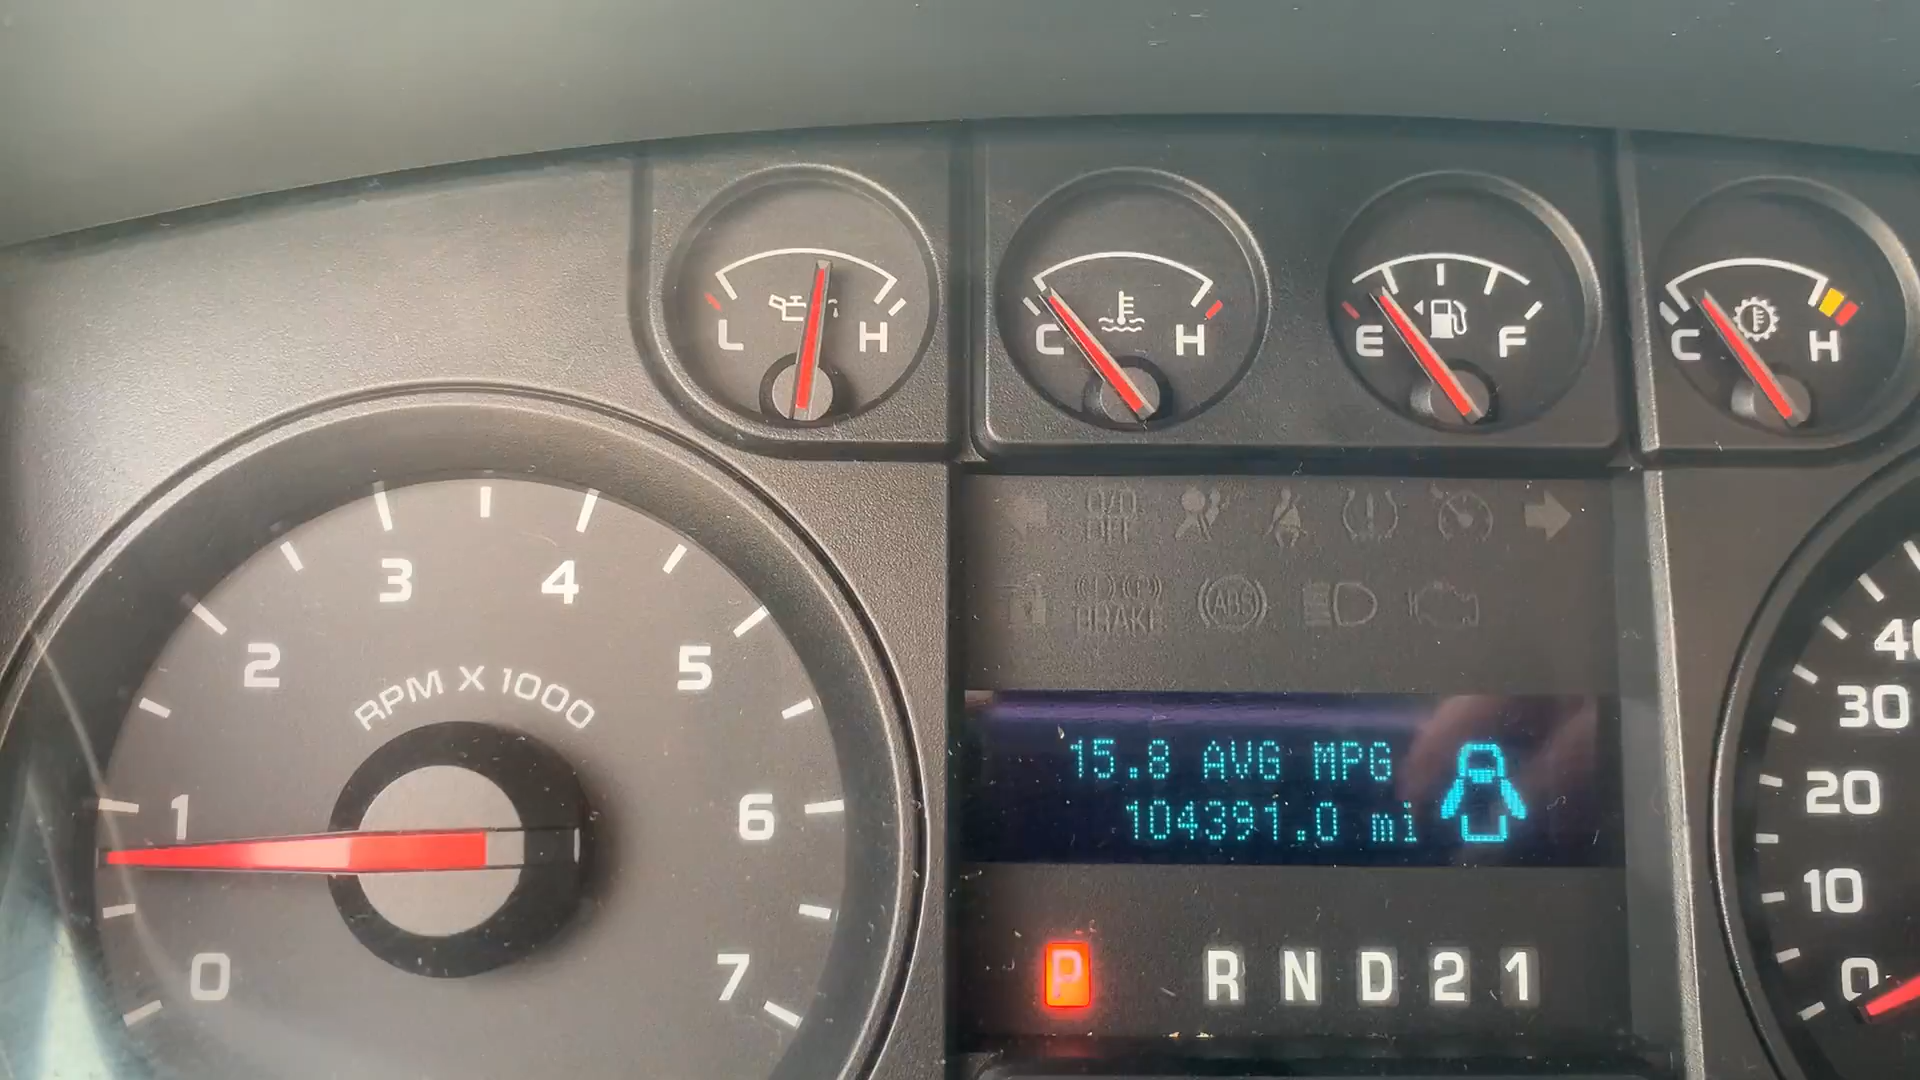 L H
C H
E F
C H
O/D
OFF
(!) (P)
BRAKE
ABS
0 1 2 3 4 5 6 7
RPM X 1000
15.8 AVG MPG
104391.0 mi
P R N D 2 1
40
30
20
10
0